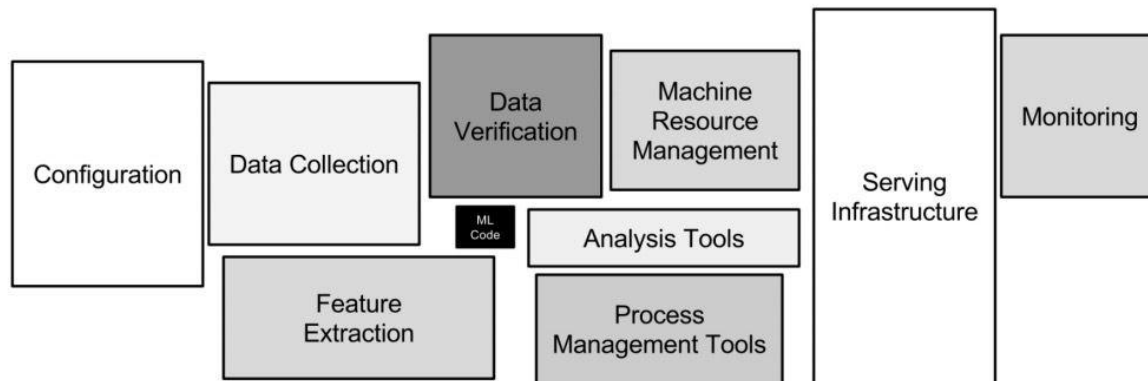 Configuration
Data Collection
Feature
Extraction
Data
Verification
ML
Code
Machine
Resource
Management
Analysis Tools
Process
Management Tools
Serving
Infrastructure
Monitoring